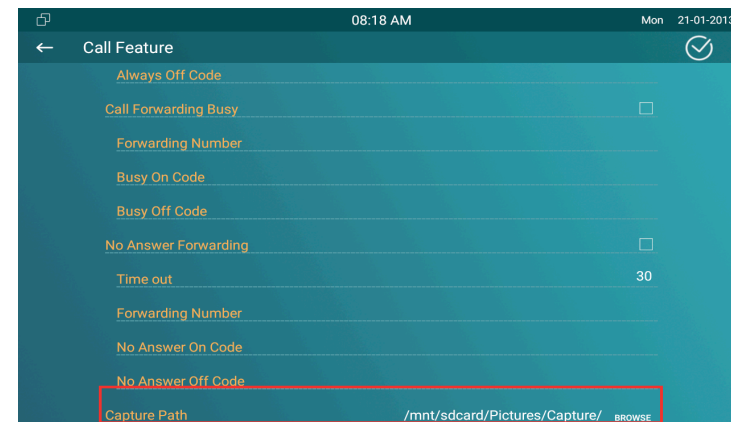 08:18 AM Mon 21-01-2013
Call Feature
Always Off Code
Call Forwarding Busy
Forwarding Number
Busy On Code
Busy Off Code
No Answer Forwarding
Time out 30
Forwarding Number
No Answer On Code
No Answer Off Code
Capture Path /mnt/sdcard/Pictures/Capture/ BROWSE